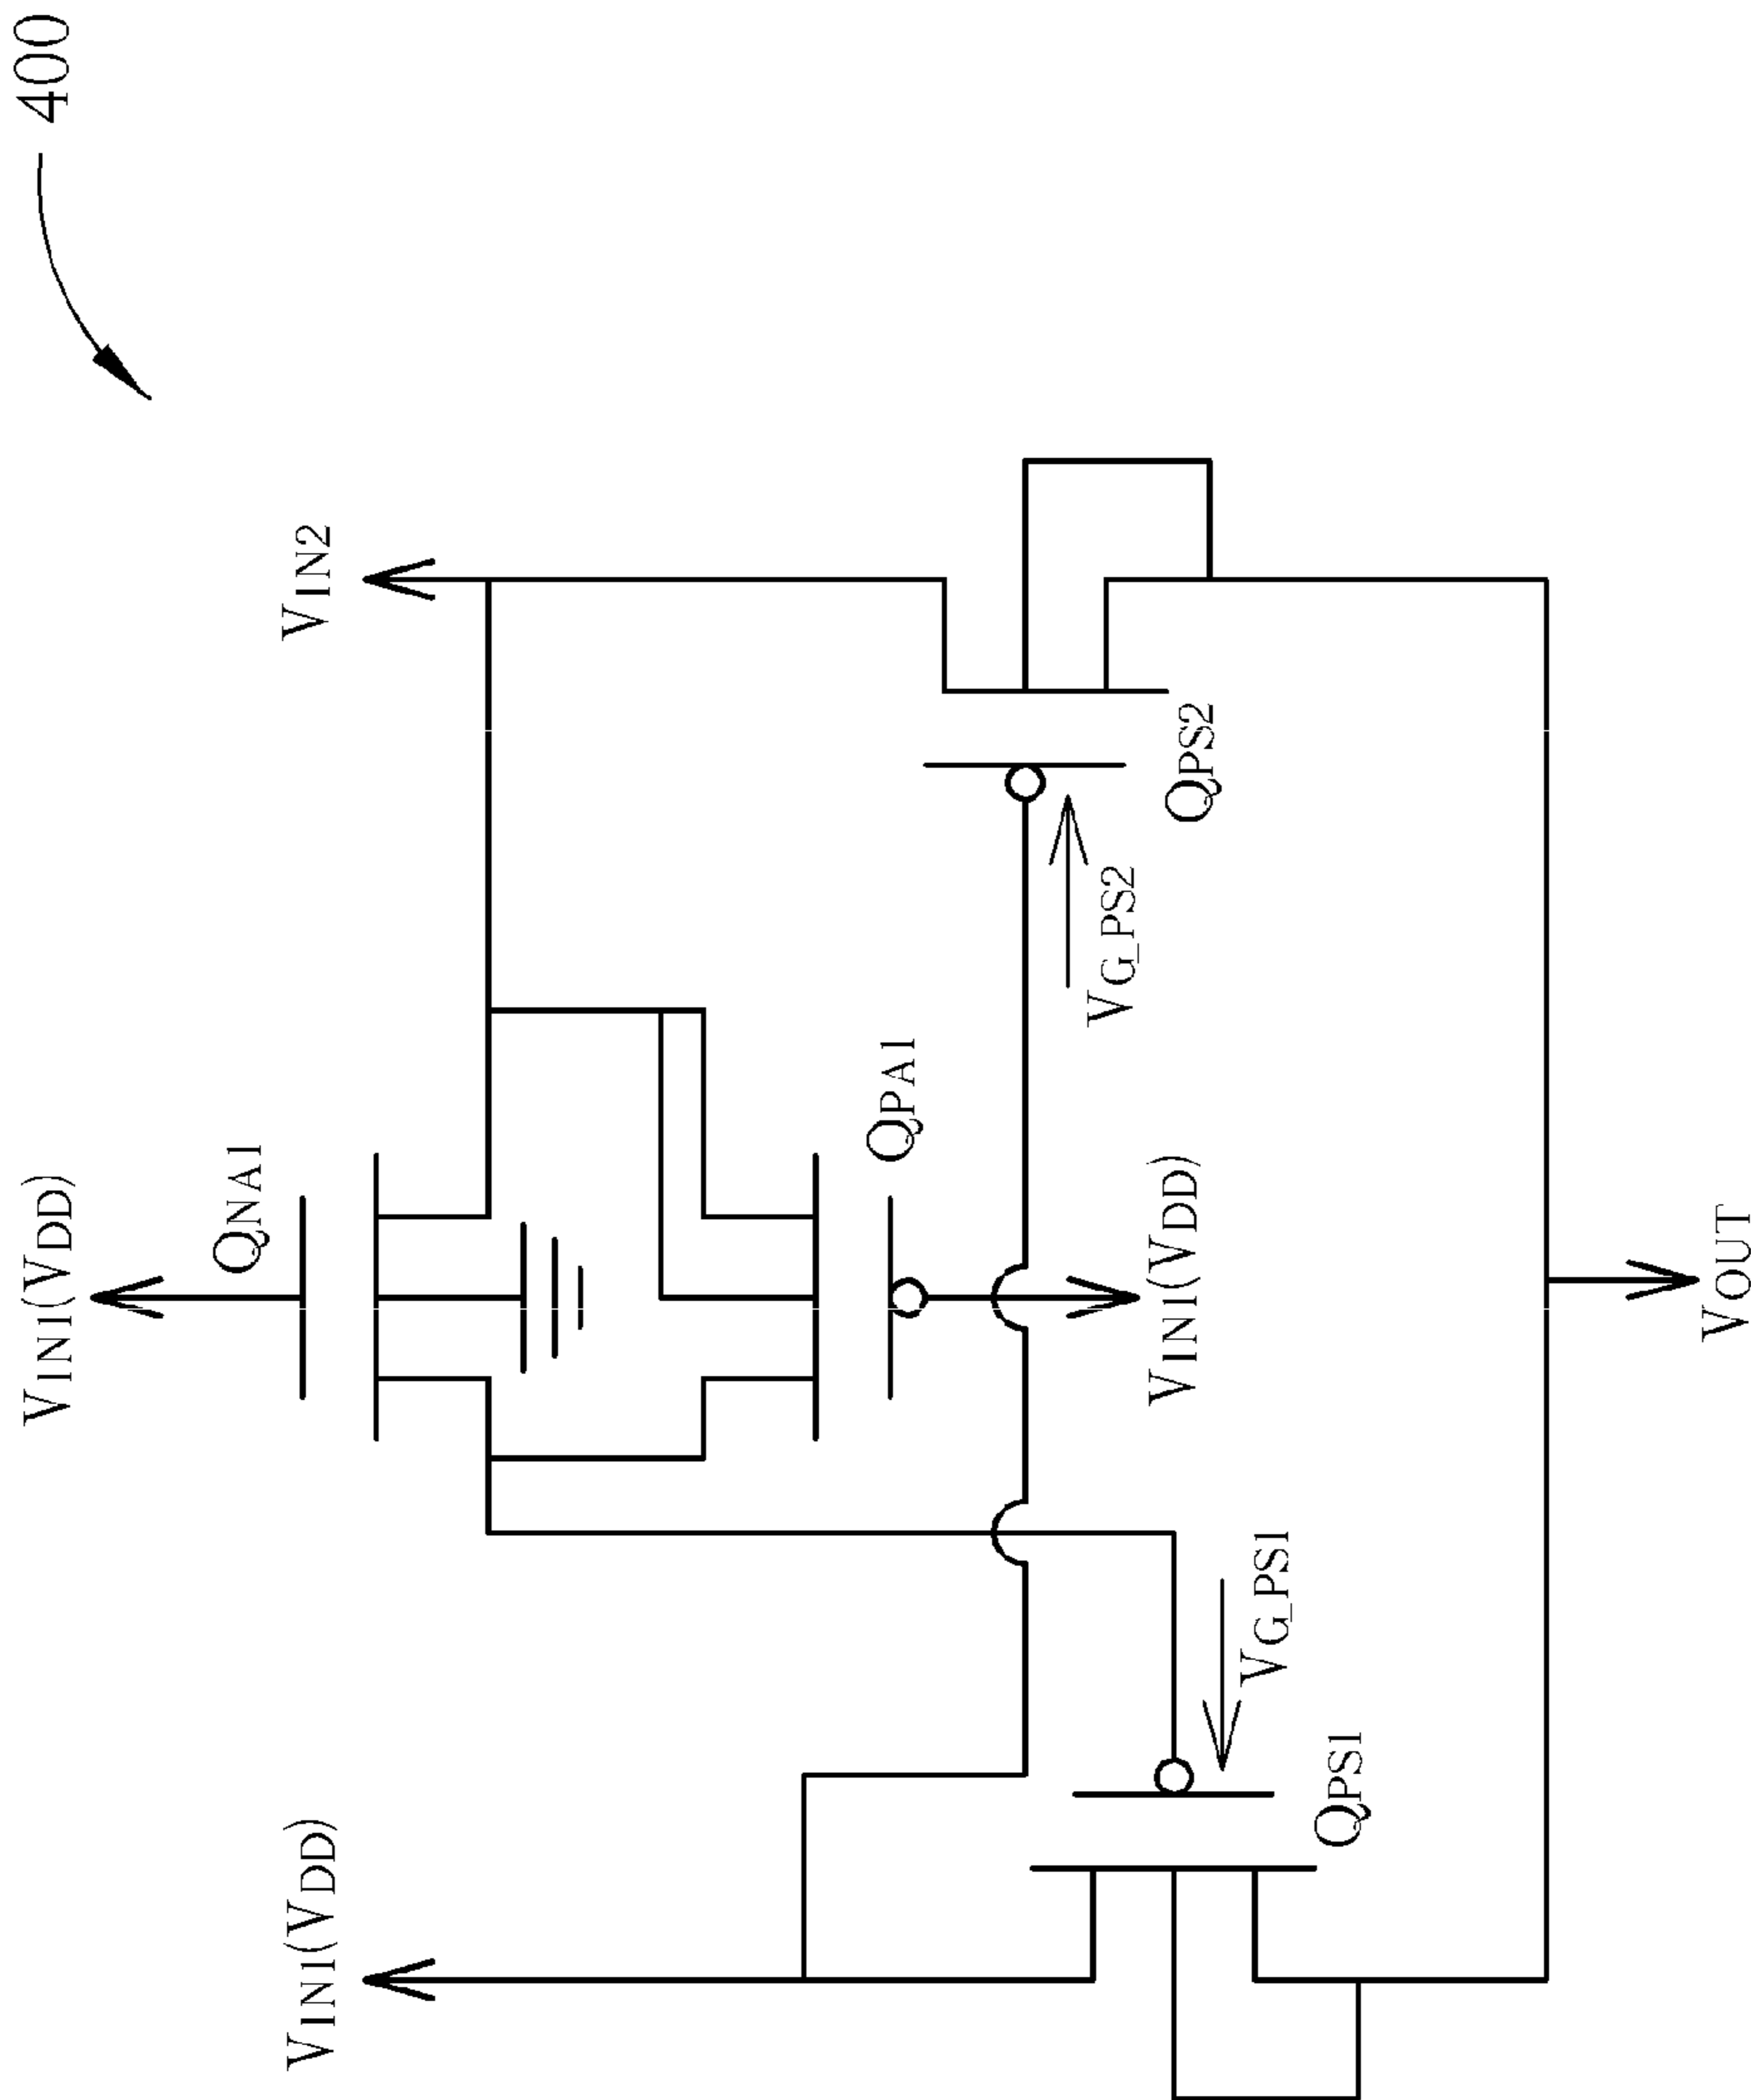 400
VIN1(VDD)
QNA1
VIN1(VDD)
VIN2
QPA1
VIN1(VDD)
VG_PS2
QPS2
VG_PS1
QPS1
VOUT